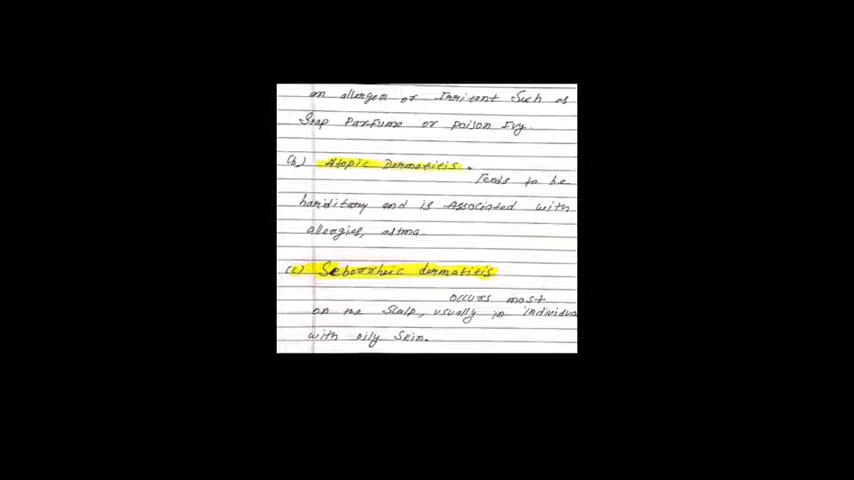 an allergen or Irritant Such as
Soap Parfume or poison Ivy.
(b) Atopic Dermatitis.
Tends to be
hariditary and is Associated with
allergies, astma.
(c) Seborrheic dermatitis
occurs most
on the Scalp, usually in individua
with oily Skin.